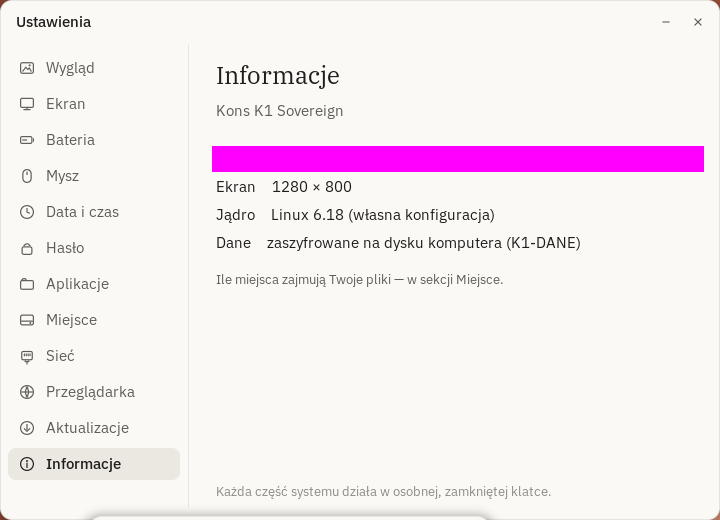 Ustawienia
Wygląd
Ekran
Bateria
Mysz
Data i czas
Hasło
Aplikacje
Miejsce
Sieć
Przeglądarka
Aktualizacje
Informacje
Informacje
Kons K1 Sovereign
Ekran 1280 × 800
Jądro Linux 6.18 (własna konfiguracja)
Dane zaszyfrowane na dysku komputera (K1-DANE)
Ile miejsca zajmują Twoje pliki — w sekcji Miejsce.
Każda część systemu działa w osobnej, zamkniętej klatce.